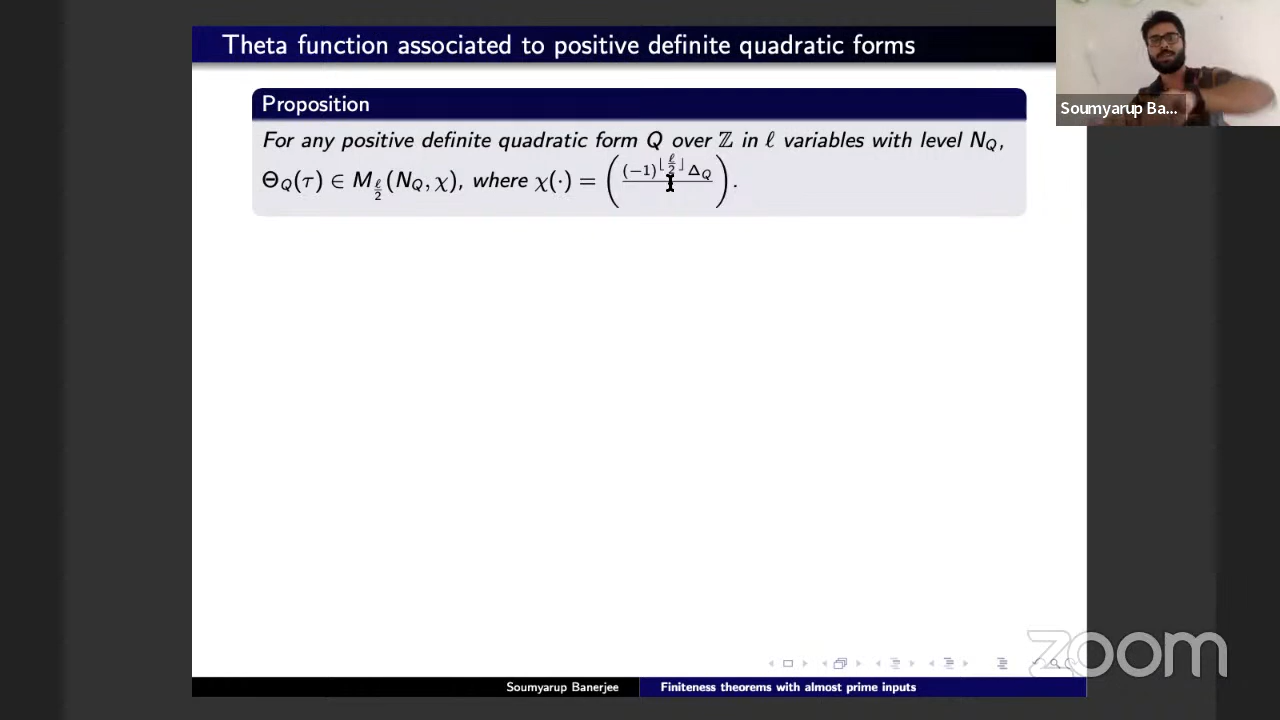 Theta function associated to positive definite quadratic forms
Soumyarup Ba...
Proposition
For any positive definite quadratic form Q over ℤ in ℓ variables with level N_Q,
Θ_Q(τ) ∈ M_{ℓ/2}(N_Q, χ), where χ(·) = ( (-1)^{⌊ℓ/2⌋} Δ_Q / · ).
zoom
Soumyarup Banerjee
Finiteness theorems with almost prime inputs